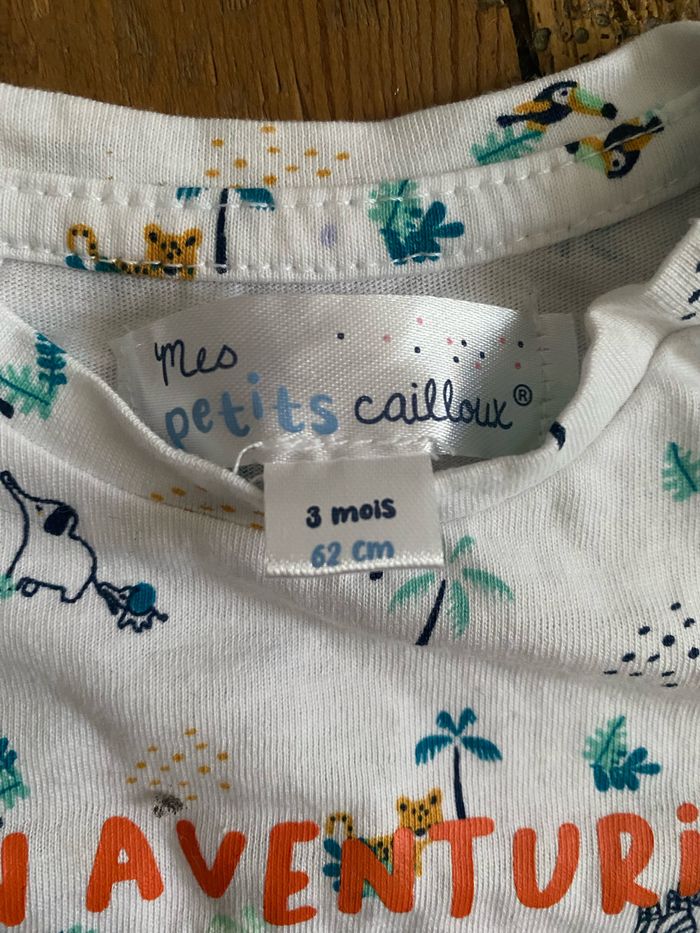 mes
petits cailloux®
3 mois
62 cm
AVENTURI